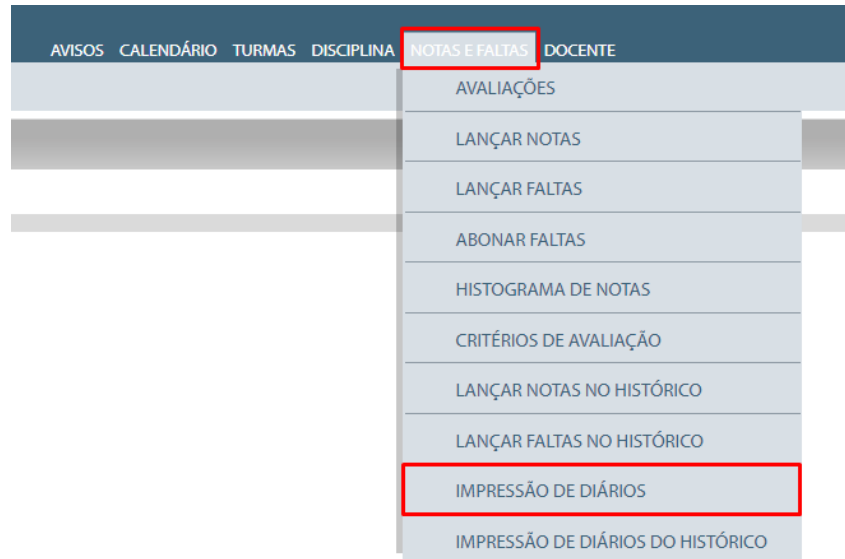 AVISOS CALENDÁRIO TURMAS DISCIPLINA NOTAS E FALTAS DOCENTE
AVALIAÇÕES
LANÇAR NOTAS
LANÇAR FALTAS
ABONAR FALTAS
HISTOGRAMA DE NOTAS
CRITÉRIOS DE AVALIAÇÃO
LANÇAR NOTAS NO HISTÓRICO
LANÇAR FALTAS NO HISTÓRICO
IMPRESSÃO DE DIÁRIOS
IMPRESSÃO DE DIÁRIOS DO HISTÓRICO